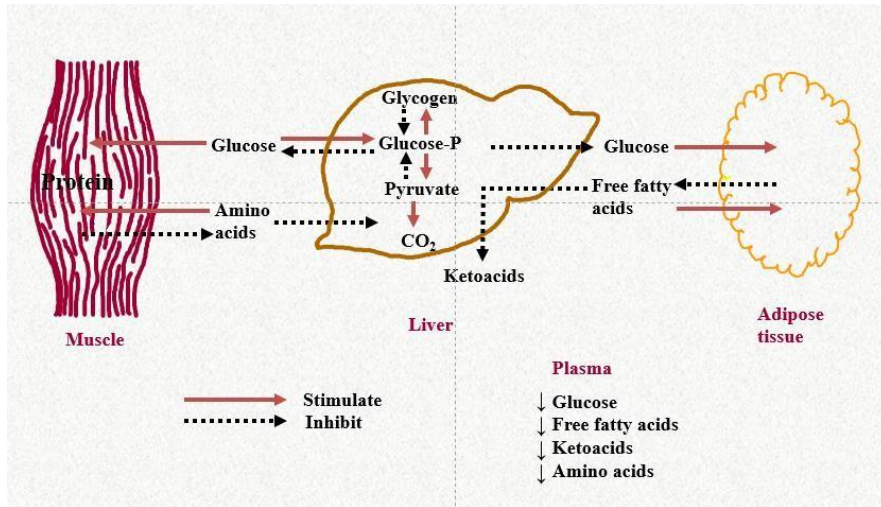 Glycogen
Glucose
Glucose-P
Glucose
Protein
Pyruvate
Free fatty
acids
Amino
acids
CO2
Ketoacids
Muscle
Liver
Adipose
tissue
Plasma
Stimulate
Inhibit
↓ Glucose
↓ Free fatty acids
↓ Ketoacids
↓ Amino acids